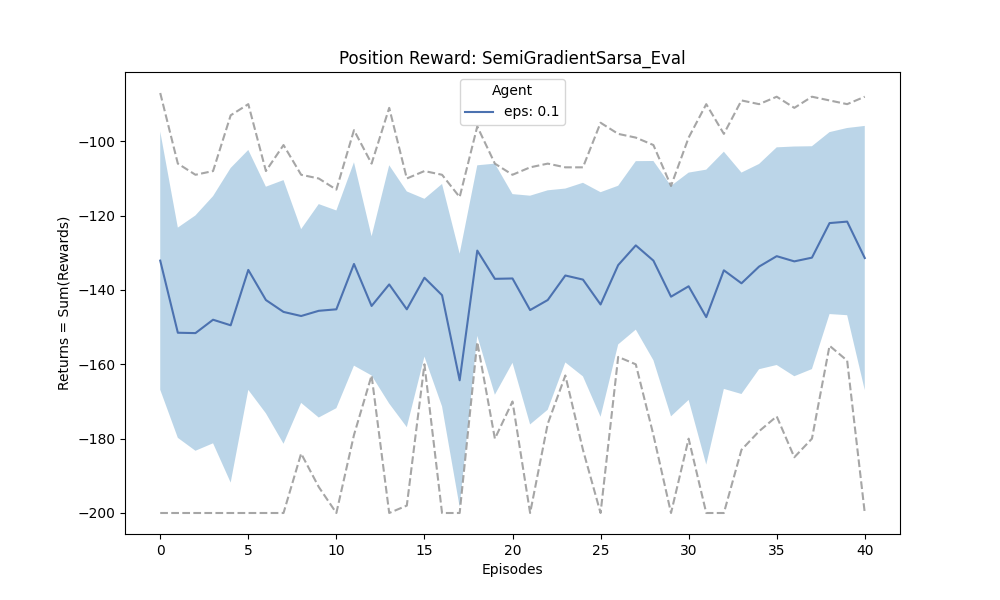 Position Reward: SemiGradientSarsa_Eval
Agent
eps: 0.1
Returns = Sum(Rewards)
−100
−120
−140
−160
−180
−200
0 5 10 15 20 25 30 35 40
Episodes